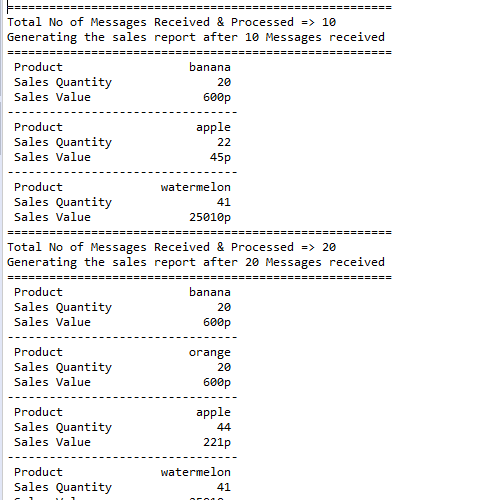 ====================================================
Total No of Messages Received & Processed => 10
Generating the sales report after 10 Messages received
====================================================
Product banana
Sales Quantity 20
Sales Value 600p
---------------------------------
Product apple
Sales Quantity 22
Sales Value 45p
---------------------------------
Product watermelon
Sales Quantity 41
Sales Value 25010p
====================================================
Total No of Messages Received & Processed => 20
Generating the sales report after 20 Messages received
====================================================
Product banana
Sales Quantity 20
Sales Value 600p
---------------------------------
Product orange
Sales Quantity 20
Sales Value 600p
---------------------------------
Product apple
Sales Quantity 44
Sales Value 221p
---------------------------------
Product watermelon
Sales Quantity 41